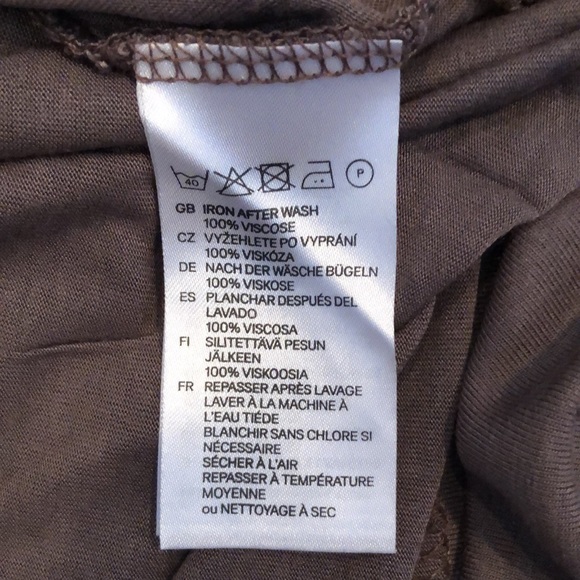 40 P
GB IRON AFTER WASH
100% VISCOSE
CZ VYŽEHLETE PO VYPRÁNÍ
100% VISKÓZA
DE NACH DER WÄSCHE BÜGELN
100% VISKOSE
ES PLANCHAR DESPUÉS DEL
LAVADO
100% VISCOSA
FI SILITETTÄVÄ PESUN
JÄLKEEN
100% VISKOOSIA
FR REPASSER APRÈS LAVAGE
LAVER À LA MACHINE À
L'EAU TIÉDE
BLANCHIR SANS CHLORE SI
NÉCESSAIRE
SÉCHER À L'AIR
REPASSER À TEMPÉRATURE
MOYENNE
ou NETTOYAGE À SEC